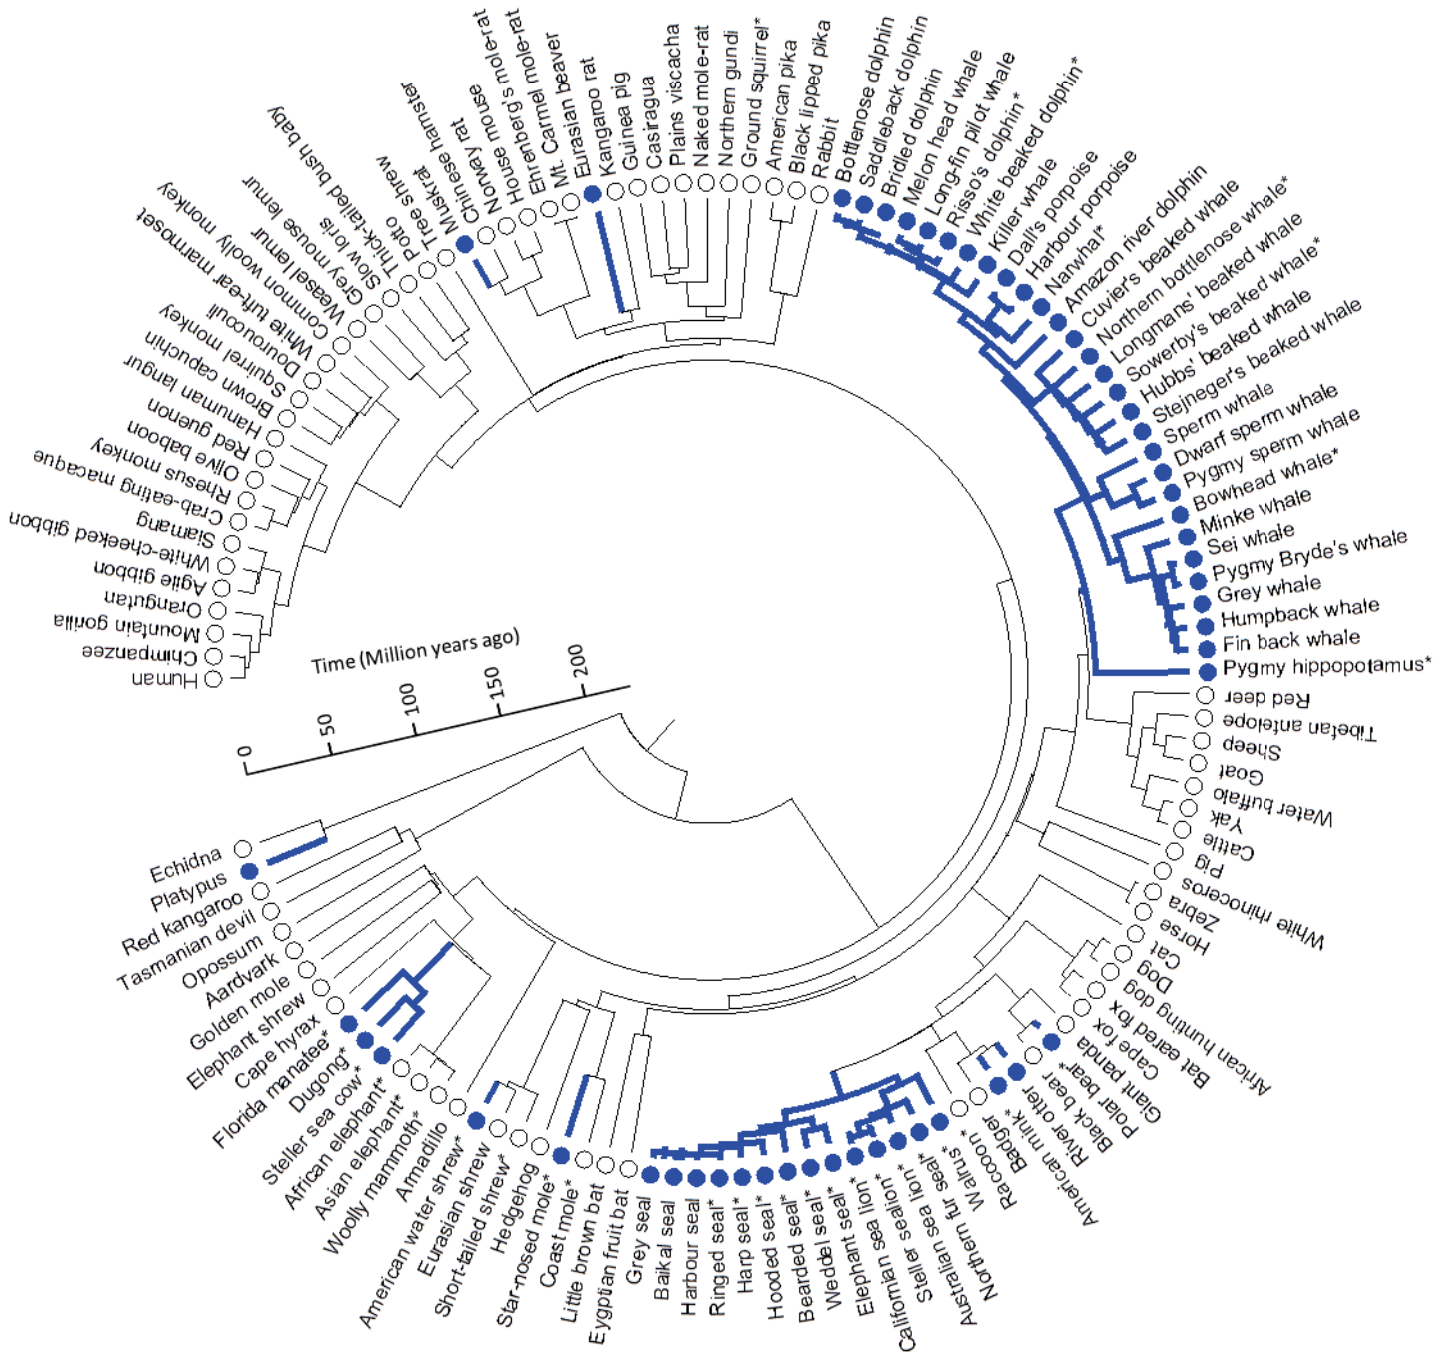 Human
Chimpanzee
Mountain gorilla
Orangutan
Agile gibbon
White-cheeked gibbon
Siamang
Crab-eating macaque
Rhesus monkey
Olive baboon
Red guenon
Hanuman langur
Brown capuchin
Squirrel monkey
Douroucouli
White tuft-ear marmoset
Common woolly monkey
Weasel lemur
Grey mouse lemur
Slow loris
Thick-tailed bush baby
Potto
Tree shrew
Muskrat
Chinese hamster
Norway rat
House mouse
Ehrenberg's mole-rat
Mt. Carmel mole-rat
Eurasian beaver
Kangaroo rat
Guinea pig
Casiragua
Plains viscacha
Naked mole-rat
Northern gundi
Ground squirrel*
American pika
Black lipped pika
Rabbit
Bottlenose dolphin
Saddleback dolphin
Bridled dolphin
Melon head whale
Long-fin pilot whale
Risso's dolphin*
White beaked dolphin*
Killer whale
Dall's porpoise
Harbour porpoise
Narwhal*
Amazon river dolphin
Cuvier's beaked whale
Northern bottlenose whale*
Longmans' beaked whale
Sowerby's beaked whale*
Hubbs' beaked whale
Stejneger's beaked whale
Sperm whale
Dwarf sperm whale
Pygmy sperm whale
Bowhead whale*
Minke whale
Sei whale
Pygmy Bryde's whale
Grey whale
Humpback whale
Fin back whale
Pygmy hippopotamus*
Red deer
Tibetan antelope
Sheep
Goat
Water buffalo
Yak
Cattle
Pig
White rhinoceros
Zebra
Horse
Cat
Dog
African hunting dog
Bat eared fox
Cape fox
Giant panda
Polar bear*
Black bear*
River otter
American mink*
Badger
Raccoon*
Walrus*
Northern fur seal*
Australian sea lion*
Steller sealion*
Californian sea lion*
Elephant seal*
Weddel seal*
Bearded seal*
Hooded seal*
Harp seal*
Ringed seal*
Harbour seal
Baikal seal
Grey seal
Eygptian fruit bat
Little brown bat
Coast mole*
Star-nosed mole*
Hedgehog
Short-tailed shrew*
Eurasian shrew
American water shrew*
Armadillo
Woolly mammoth*
Asian elephant*
African elephant*
Steller sea cow*
Dugong*
Florida manatee*
Cape hyrax
Elephant shrew
Golden mole
Aardvark
Opossum
Tasmanian devil
Red kangaroo
Platypus
Echidna
Time (Million years ago)
0
50
100
150
200